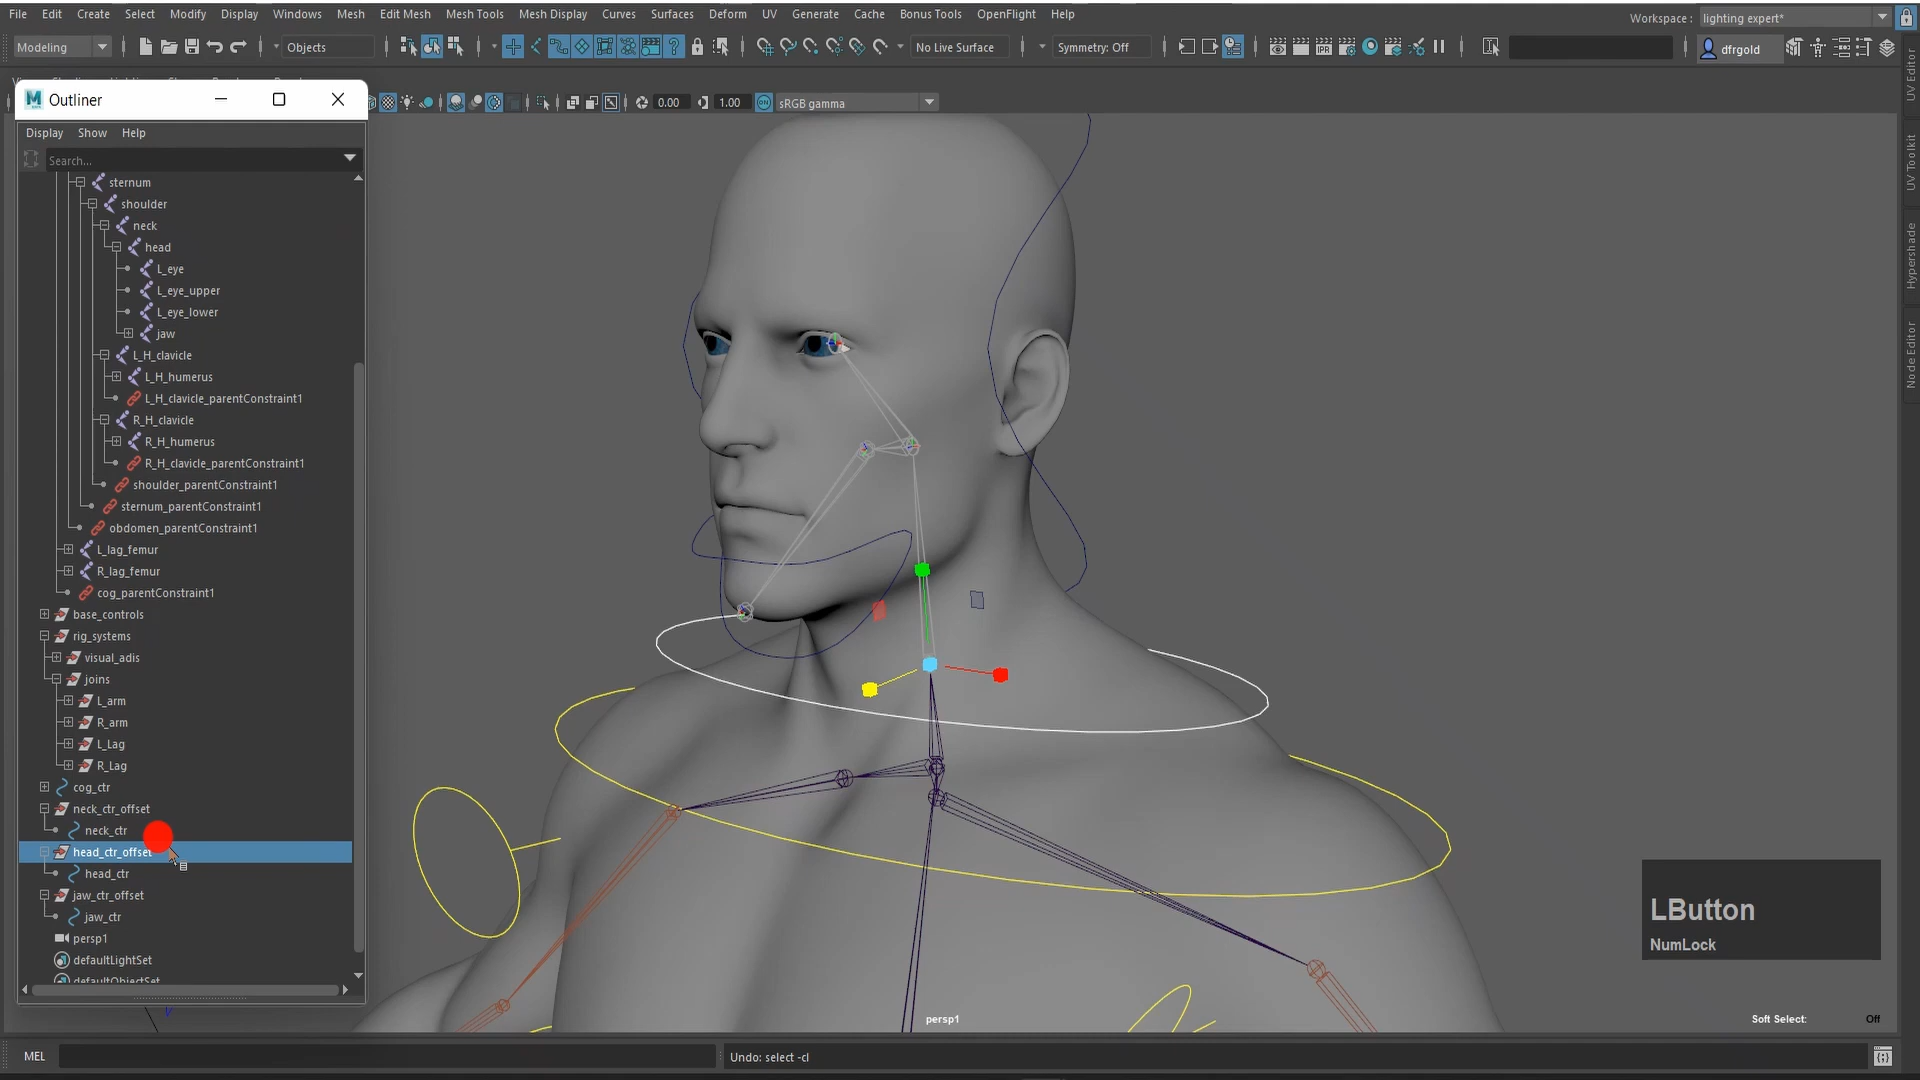 File Edit Create Select Modify Display Windows Mesh Edit Mesh Mesh Tools Mesh Display Curves Surfaces Deform UV Generate Cache Bonus Tools OpenFlight Help
Workspace : lighting expert*
Modeling Objects No Live Surface Symmetry: Off dfrgold
IPR
0.00 1.00 ON sRGB gamma
Outliner
Display Show Help
Search...
sternum
shoulder
neck
head
L_eye
L_eye_upper
L_eye_lower
jaw
L_H_clavicle
L_H_humerus
L_H_clavicle_parentConstraint1
R_H_clavicle
R_H_humerus
R_H_clavicle_parentConstraint1
shoulder_parentConstraint1
sternum_parentConstraint1
obdomen_parentConstraint1
L_lag_femur
R_lag_femur
cog_parentConstraint1
base_controls
rig_systems
visual_adis
joins
L_arm
R_arm
L_Lag
R_Lag
cog_ctr
neck_ctr_offset
neck_ctr
head_ctr_offset
head_ctr
jaw_ctr_offset
jaw_ctr
persp1
defaultLightSet
defaultObjectSet
UV Editor
UV Toolkit
Hypershade
Node Editor
LButton
NumLock
persp1
Soft Select: Off
MEL
Undo: select -cl